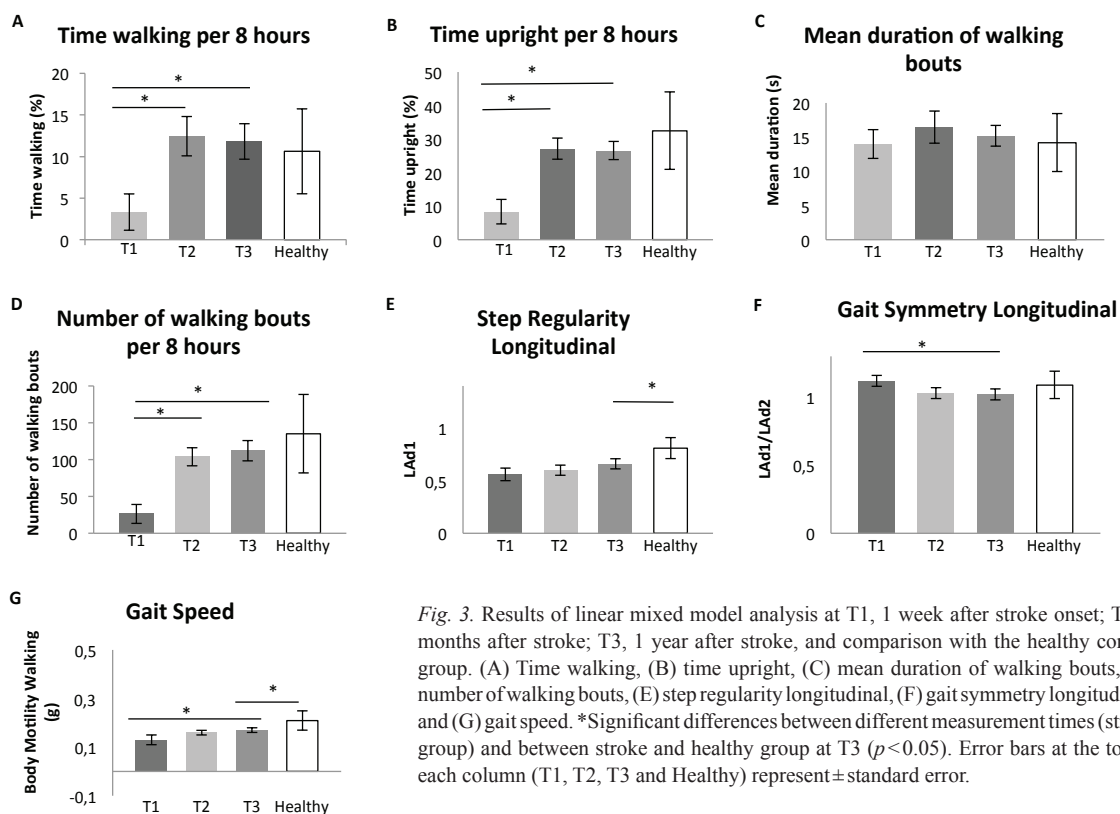 A
Time walking per 8 hours
Time walking (%)
20
15
10
5
0
*
*
T1 T2 T3 Healthy
B
Time upright per 8 hours
Time upright (%)
50
40
30
20
10
0
*
*
T1 T2 T3 Healthy
C
Mean duration of walking
bouts
Mean duration (s)
20
15
10
5
0
T1 T2 T3 Healthy
D
Number of walking bouts
per 8 hours
Number of walking bouts
200
150
100
50
0
*
*
T1 T2 T3 Healthy
E
Step Regularity
Longitudinal
LAd1
1
0,5
0
*
T1 T2 T3 Healthy
F
Gait Symmetry Longitudinal
LAd1/LAd2
1
0,5
0
*
T1 T2 T3 Healthy
G
Gait Speed
Body Motility Walking
(g)
0,5
0,3
0,1
-0,1
*
*
T1 T2 T3 Healthy
Fig. 3. Results of linear mixed model analysis at T1, 1 week after stroke onset;
months after stroke; T3, 1 year after stroke, and comparison with the healthy
group. (A) Time walking, (B) time upright, (C) mean duration of walking bouts,
number of walking bouts, (E) step regularity longitudinal, (F) gait symmetry
and (G) gait speed. *Significant differences between different measurement times
group) and between stroke and healthy group at T3 (p<0.05). Error bars at the
each column (T1, T2, T3 and Healthy) represent ± standard error.